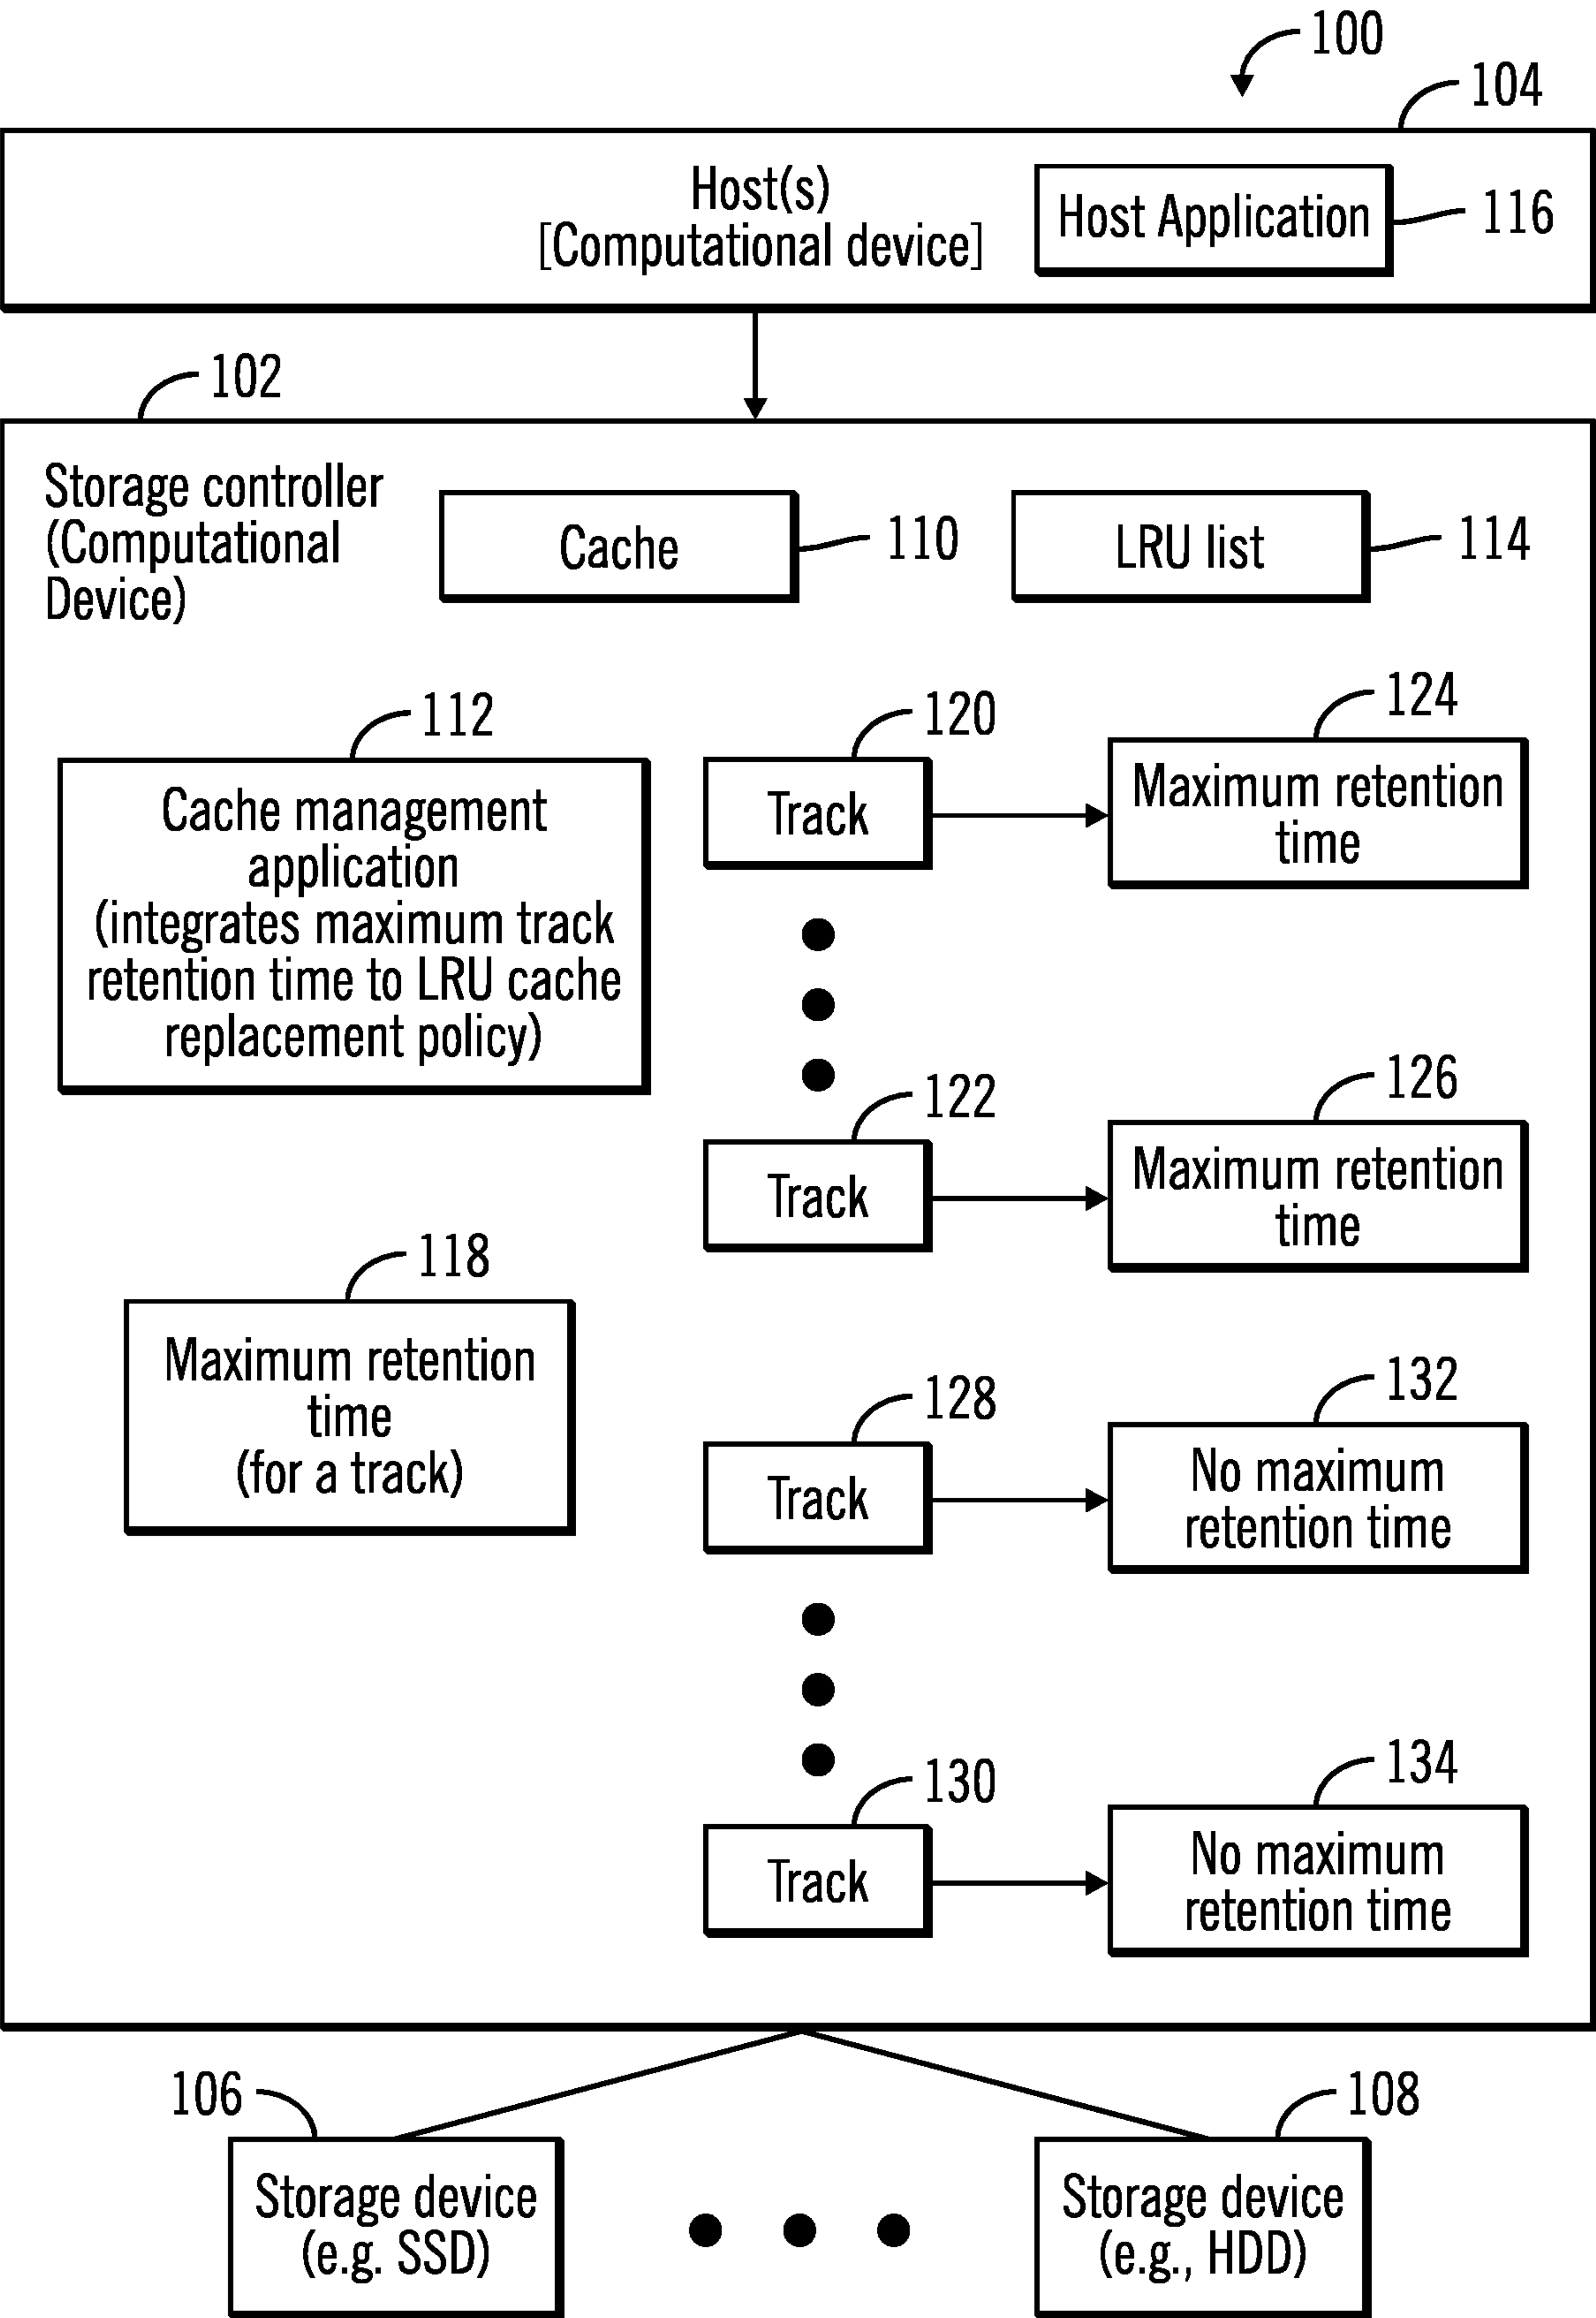 100
104
Host(s)
[Computational device]
Host Application
116
102
Storage controller
(Computational
Device)
Cache
110
LRU list
114
112
Cache management
application
(integrates maximum track
retention time to LRU cache
replacement policy)
120
Track
124
Maximum retention
time
122
Track
126
Maximum retention
time
118
Maximum retention
time
(for a track)
128
Track
132
No maximum
retention time
130
Track
134
No maximum
retention time
106
Storage device
(e.g. SSD)
108
Storage device
(e.g., HDD)